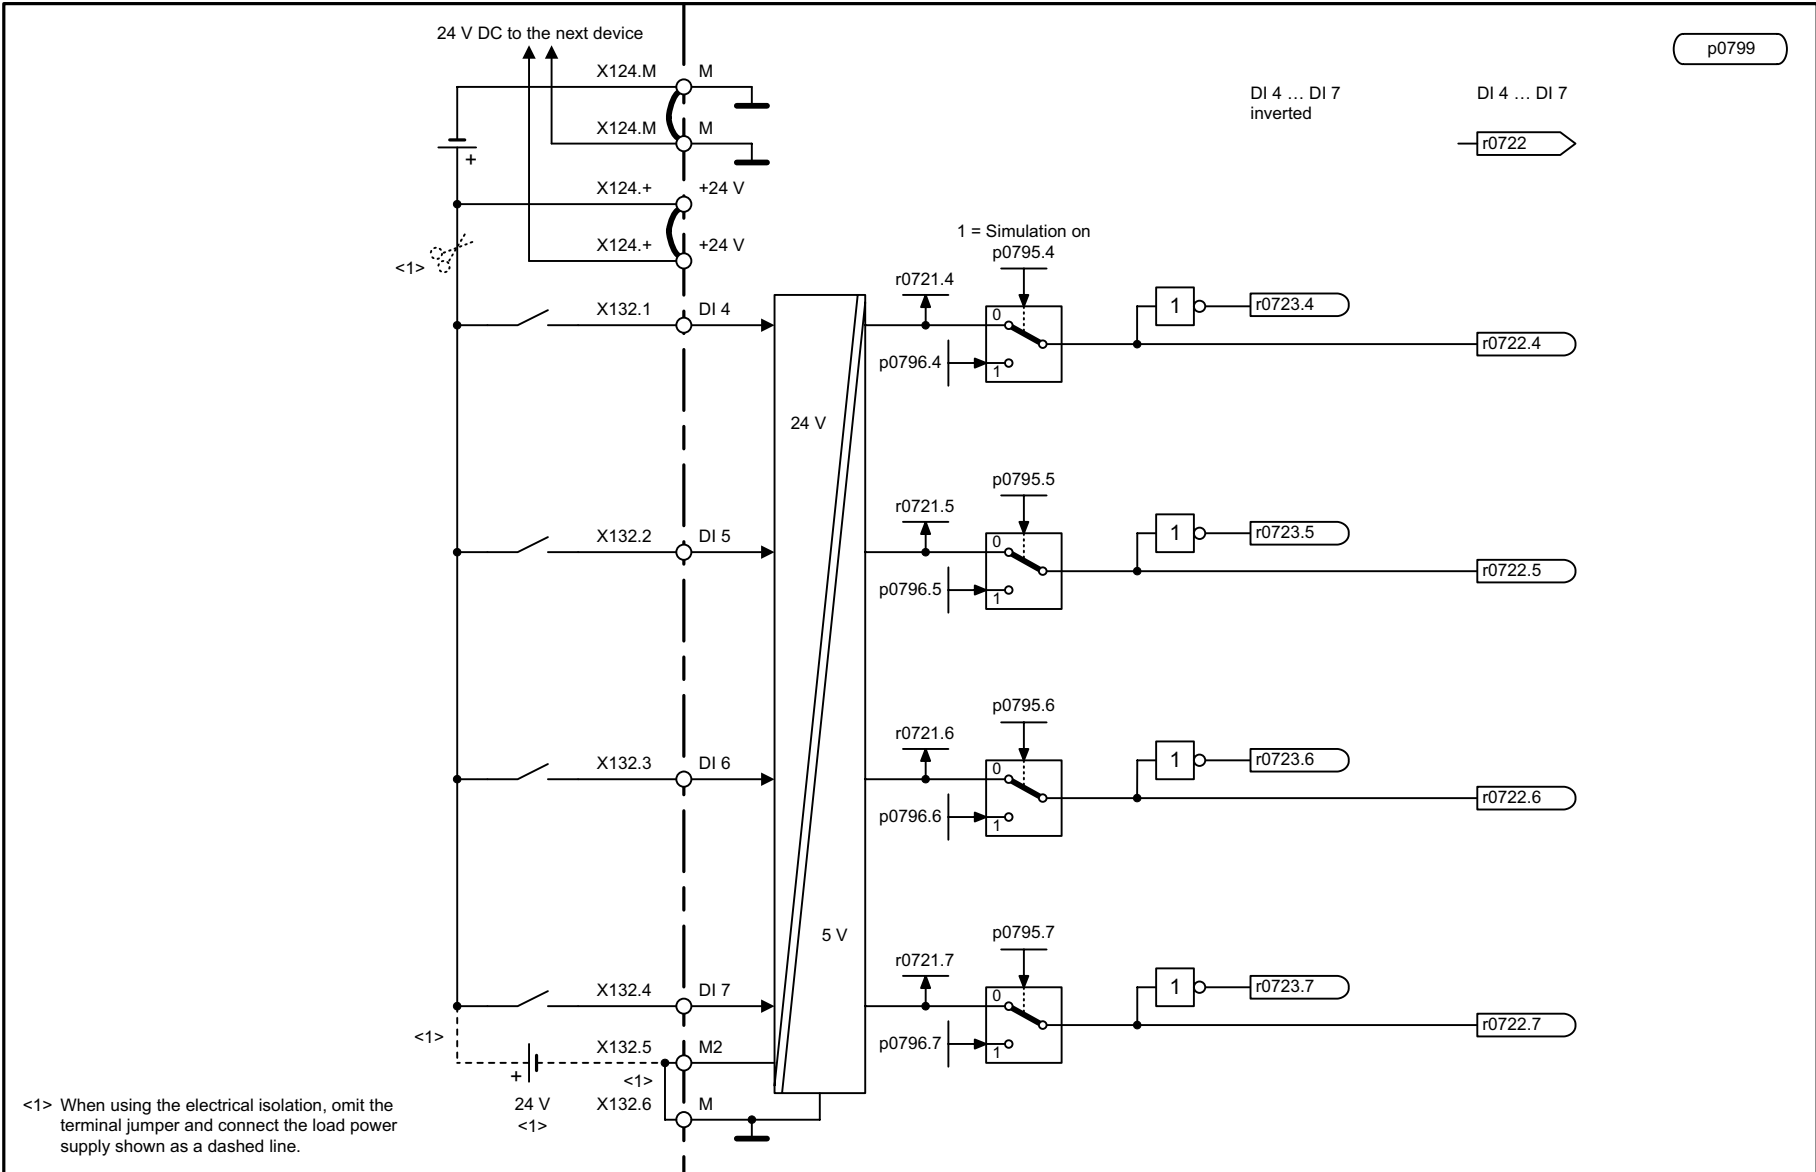 24 V DC to the next device
p0799
X124.M M
DI 4 … DI 7
inverted
DI 4 … DI 7
X124.M M
r0722
+
X124.+ +24 V
1 = Simulation on
X124.+ +24 V
p0795.4
<1>
r0721.4
X132.1 DI 4
0
1
r0723.4
r0722.4
p0796.4
1
24 V
p0795.5
r0721.5
X132.2 DI 5
0
1
r0723.5
r0722.5
p0796.5
1
p0795.6
r0721.6
X132.3 DI 6
0
1
r0723.6
r0722.6
p0796.6
1
5 V
p0795.7
r0721.7
X132.4 DI 7
0
1
r0723.7
r0722.7
<1>
p0796.7
1
X132.5 M2
+
<1>
24 V
<1>
X132.6 M
<1> When using the electrical isolation, omit the
terminal jumper and connect the load power
supply shown as a dashed line.